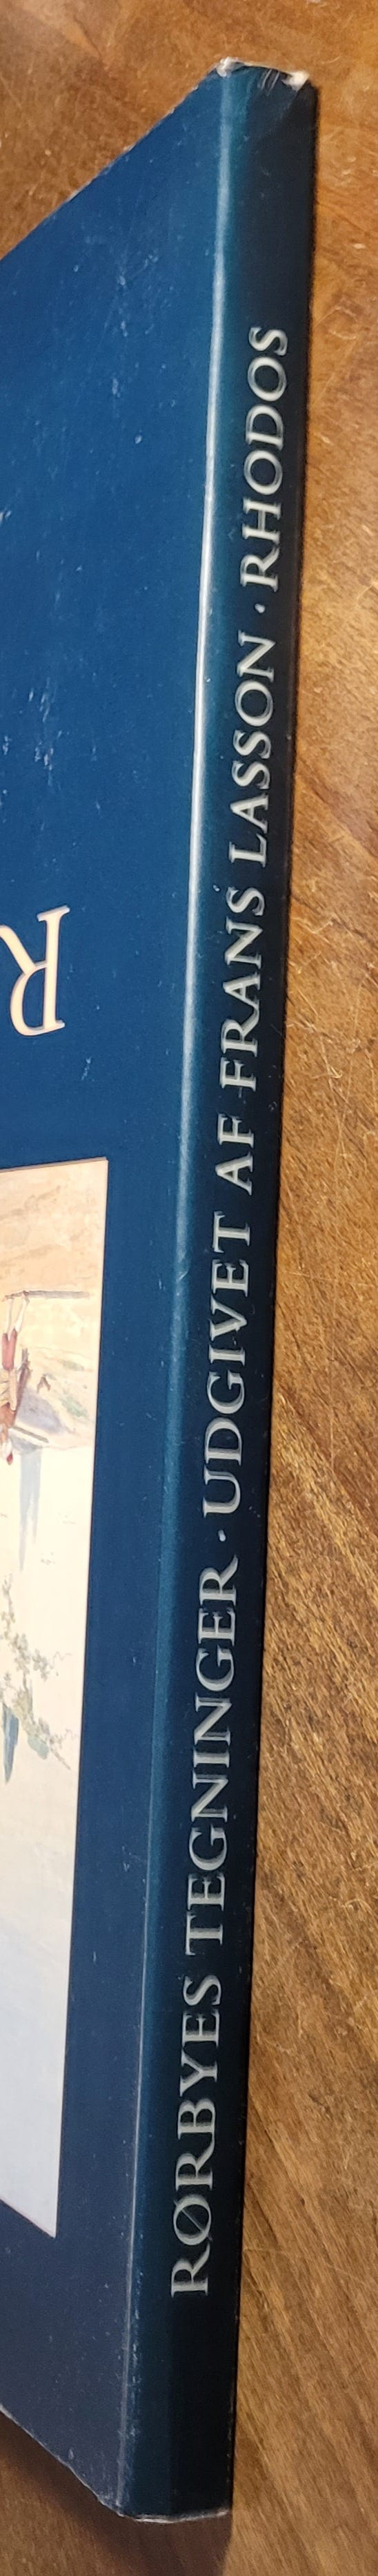 RØRBYES TEGNINGER · UDGIVET AF FRANS LASSON · RHODOS
R